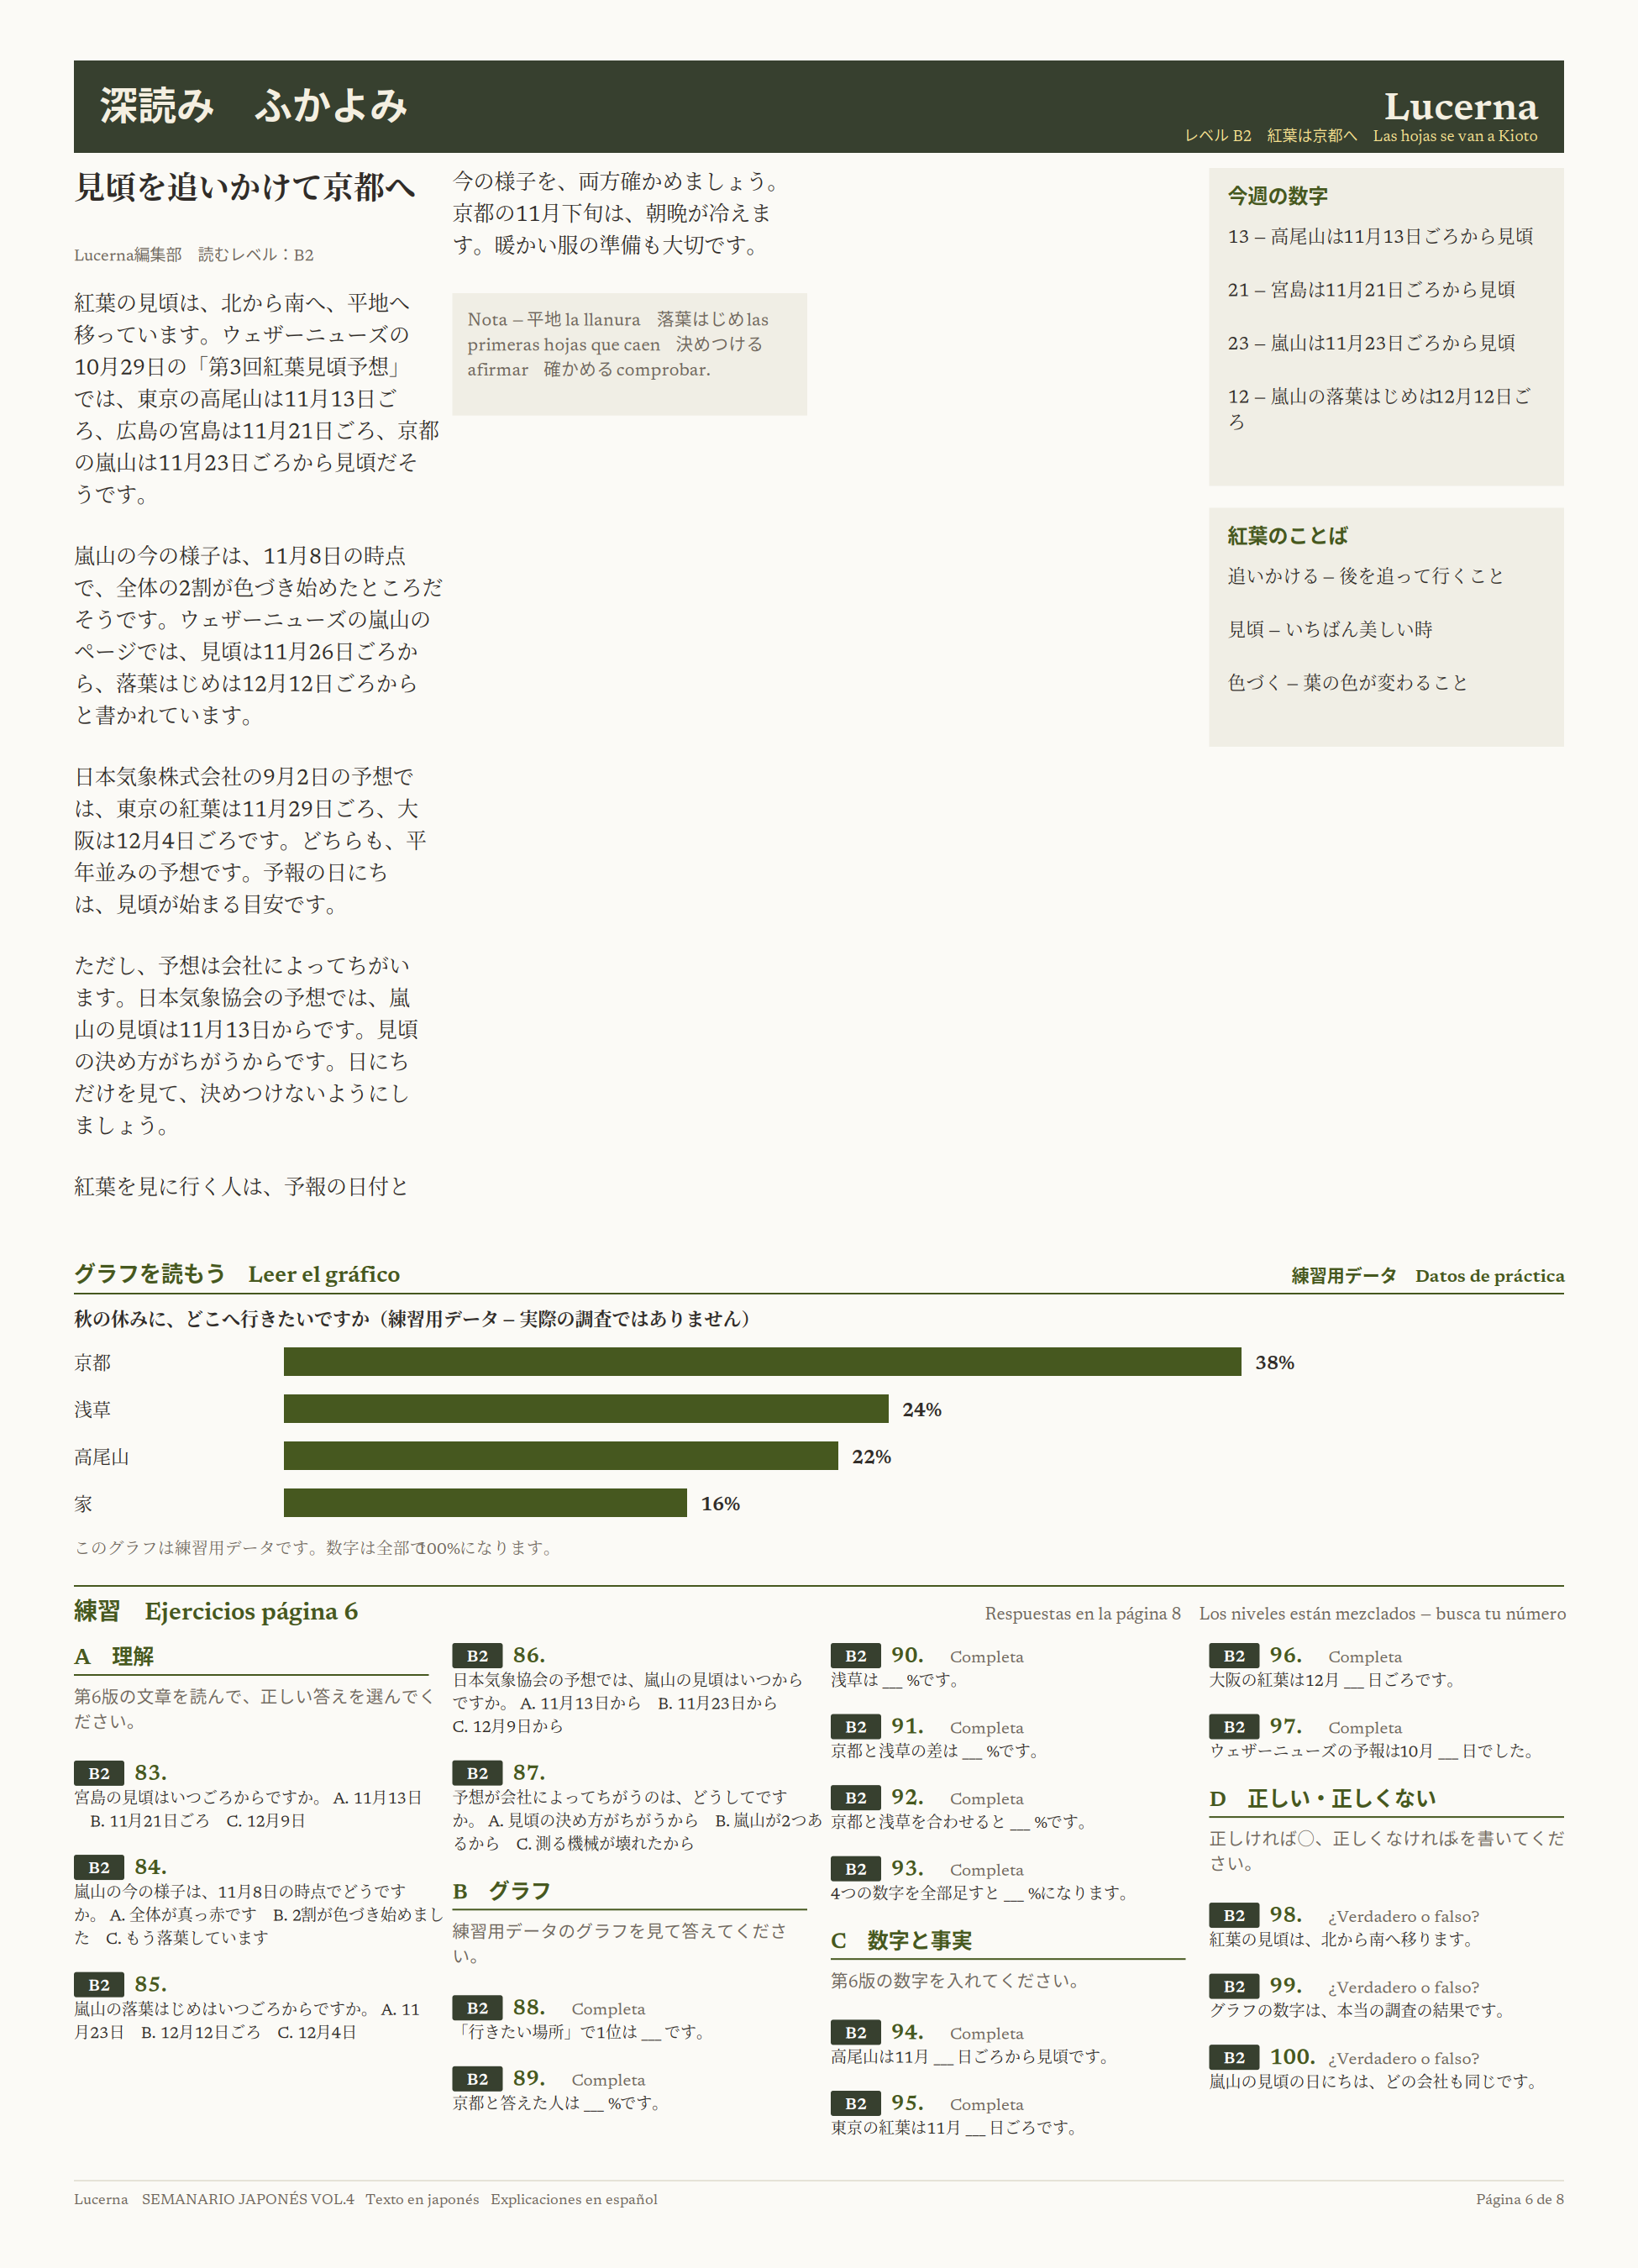 深読み　ふかよみ
Lucerna
レベル B2　紅葉は京都へ　Las hojas se van a Kioto
見頃を追いかけて京都へ
Lucerna編集部　読むレベル：B2
紅葉の見頃は、北から南へ、平地へ
移っています。ウェザーニューズの
10月29日の「第3回紅葉見頃予想」
では、東京の高尾山は11月13日ご
ろ、広島の宮島は11月21日ごろ、京都
の嵐山は11月23日ごろから見頃だそ
うです。
嵐山の今の様子は、11月8日の時点
で、全体の2割が色づき始めたところだ
そうです。ウェザーニューズの嵐山の
ページでは、見頃は11月26日ごろか
ら、落葉はじめは12月12日ごろから
と書かれています。
日本気象株式会社の9月2日の予想で
は、東京の紅葉は11月29日ごろ、大
阪は12月4日ごろです。どちらも、平
年並みの予想です。予報の日にち
は、見頃が始まる目安です。
ただし、予想は会社によってちがい
ます。日本気象協会の予想では、嵐
山の見頃は11月13日からです。見頃
の決め方がちがうからです。日にち
だけを見て、決めつけないようにし
ましょう。
紅葉を見に行く人は、予報の日付と
今の様子を、両方確かめましょう。
京都の11月下旬は、朝晩が冷えま
す。暖かい服の準備も大切です。
Nota – 平地 la llanura　落葉はじめ las
primeras hojas que caen　決めつける
afirmar　確かめる comprobar.
今週の数字
13 – 高尾山は11月13日ごろから見頃
21 – 宮島は11月21日ごろから見頃
23 – 嵐山は11月23日ごろから見頃
12 – 嵐山の落葉はじめは12月12日ご
ろ
紅葉のことば
追いかける – 後を追って行くこと
見頃 – いちばん美しい時
色づく – 葉の色が変わること
グラフを読もう　Leer el gráfico
練習用データ　Datos de práctica
秋の休みに、どこへ行きたいですか（練習用データ – 実際の調査ではありません）
京都 38%
浅草 24%
高尾山 22%
家 16%
このグラフは練習用データです。数字は全部で100%になります。
練習　Ejercicios página 6
Respuestas en la página 8　Los niveles están mezclados – busca tu número
A　理解
第6版の文章を読んで、正しい答えを選んでく
ださい。
B2 83.
宮島の見頃はいつごろからですか。 A. 11月13日
B. 11月21日ごろ　C. 12月9日
B2 84.
嵐山の今の様子は、11月8日の時点でどうです
か。 A. 全体が真っ赤です　B. 2割が色づき始めまし
た　C. もう落葉しています
B2 85.
嵐山の落葉はじめはいつごろからですか。 A. 11
月23日　B. 12月12日ごろ　C. 12月4日
B2 86.
日本気象協会の予想では、嵐山の見頃はいつから
ですか。 A. 11月13日から　B. 11月23日から
C. 12月9日から
B2 87.
予想が会社によってちがうのは、どうしてです
か。 A. 見頃の決め方がちがうから　B. 嵐山が2つあ
るから　C. 測る機械が壊れたから
B　グラフ
練習用データのグラフを見て答えてくださ
い。
B2 88. Completa
「行きたい場所」で1位は ___ です。
B2 89. Completa
京都と答えた人は ___ %です。
B2 90. Completa
浅草は ___ %です。
B2 91. Completa
京都と浅草の差は ___ %です。
B2 92. Completa
京都と浅草を合わせると ___ %です。
B2 93. Completa
4つの数字を全部足すと ___ %になります。
C　数字と事実
第6版の数字を入れてください。
B2 94. Completa
高尾山は11月 ___ 日ごろから見頃です。
B2 95. Completa
東京の紅葉は11月 ___ 日ごろです。
B2 96. Completa
大阪の紅葉は12月 ___ 日ごろです。
B2 97. Completa
ウェザーニューズの予報は10月 ___ 日でした。
D　正しい・正しくない
正しければ○、正しくなければ×を書いてくだ
さい。
B2 98. ¿Verdadero o falso?
紅葉の見頃は、北から南へ移ります。
B2 99. ¿Verdadero o falso?
グラフの数字は、本当の調査の結果です。
B2 100. ¿Verdadero o falso?
嵐山の見頃の日にちは、どの会社も同じです。
Lucerna　SEMANARIO JAPONÉS VOL.4　Texto en japonés　Explicaciones en español
Página 6 de 8